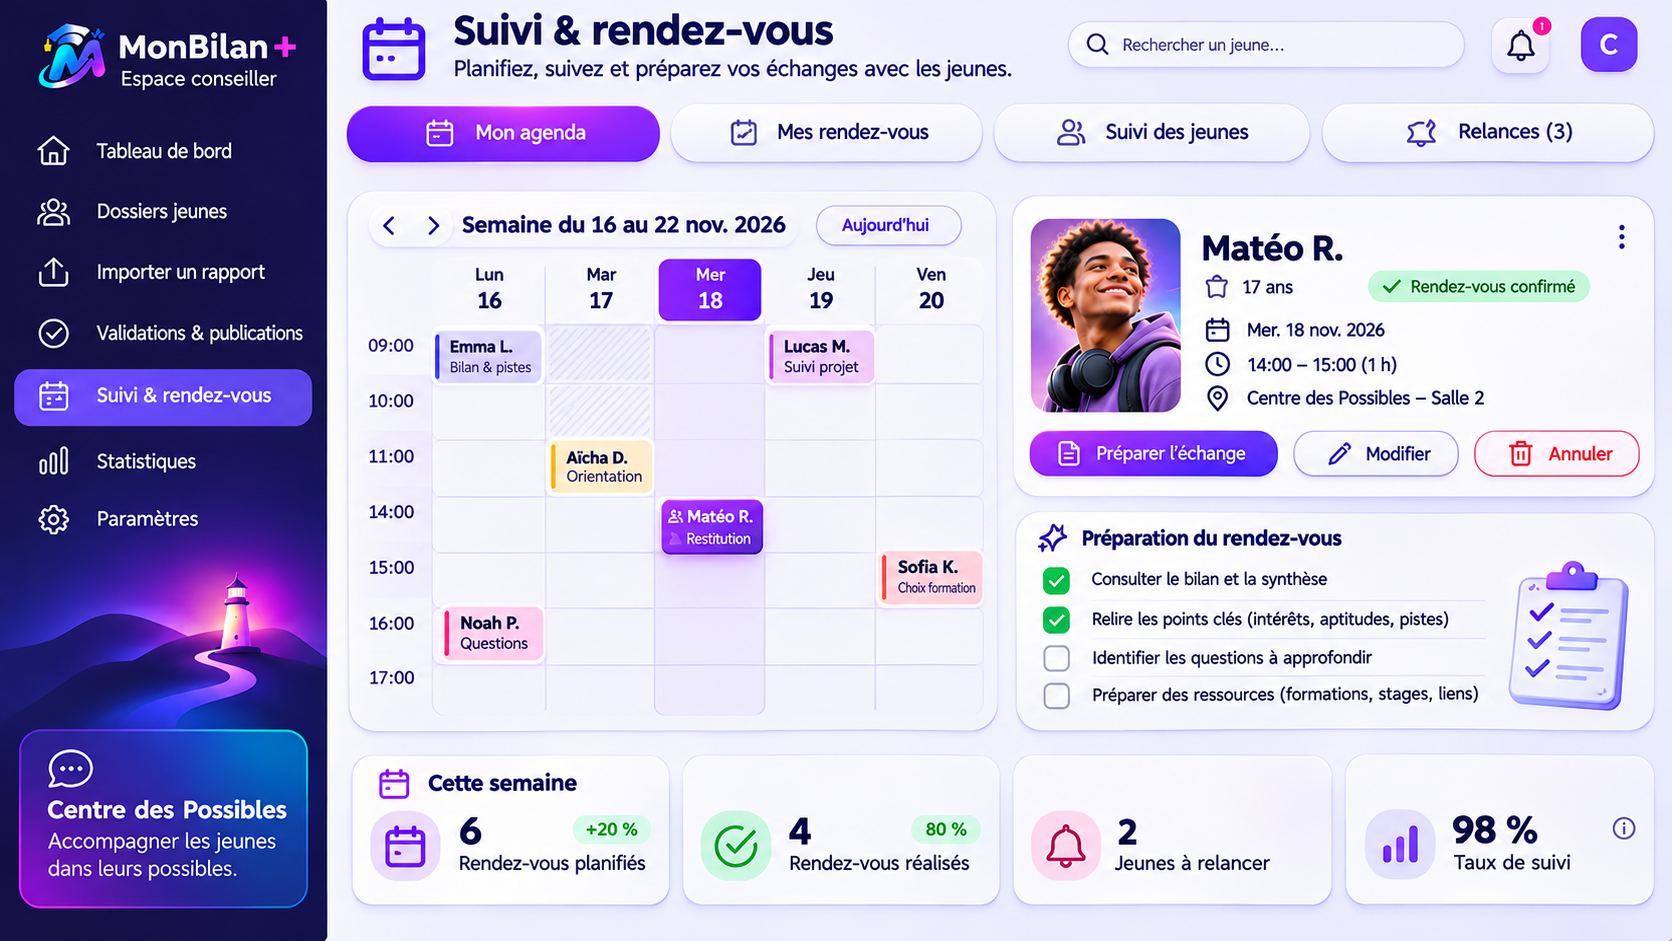 MonBilan +
Espace conseiller
Tableau de bord
Dossiers jeunes
Importer un rapport
Validations & publications
Suivi & rendez-vous
Statistiques
Paramètres
Centre des Possibles
Accompagner les jeunes
dans leurs possibles.
Suivi & rendez-vous
Planifiez, suivez et préparez vos échanges avec les jeunes.
Rechercher un jeune...
1
C
Mon agenda
Mes rendez-vous
Suivi des jeunes
Relances (3)
Semaine du 16 au 22 nov. 2026
Aujourd'hui
Lun Mar Mer Jeu Ven
16 17 18 19 20
09:00
Emma L.
Bilan & pistes
Lucas M.
Suivi projet
10:00
11:00
Aïcha D.
Orientation
14:00
Matéo R.
Restitution
15:00
Sofia K.
Choix formation
16:00
Noah P.
Questions
17:00
Matéo R.
17 ans
Rendez-vous confirmé
Mer. 18 nov. 2026
14:00 – 15:00 (1 h)
Centre des Possibles – Salle 2
Préparer l'échange
Modifier
Annuler
Préparation du rendez-vous
Consulter le bilan et la synthèse
Relire les points clés (intérêts, aptitudes, pistes)
Identifier les questions à approfondir
Préparer des ressources (formations, stages, liens)
Cette semaine
6
+20 %
Rendez-vous planifiés
4
80 %
Rendez-vous réalisés
2
Jeunes à relancer
98 %
Taux de suivi